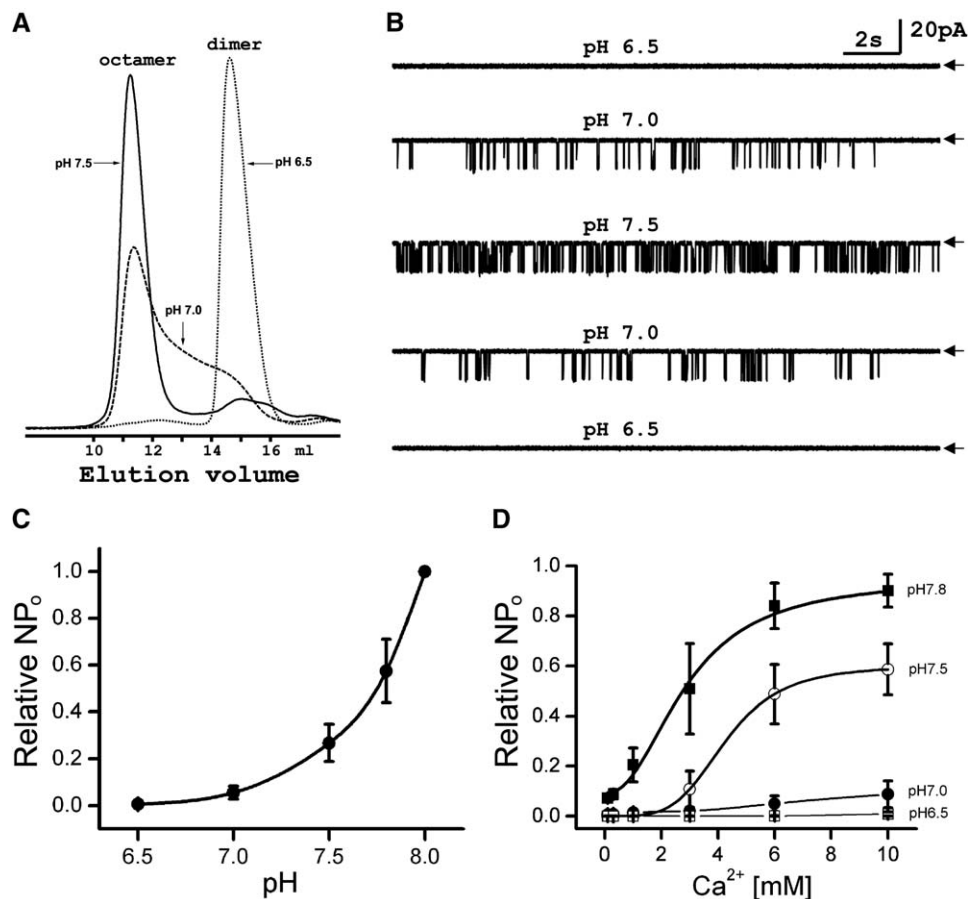 A
octamer
dimer
pH 7.5
pH 6.5
pH 7.0
10 12 14 16 ml
Elution volume
B
2s
20pA
pH 6.5
pH 7.0
pH 7.5
pH 7.0
pH 6.5
C
Relative NPo
1.0
0.8
0.6
0.4
0.2
0.0
6.5 7.0 7.5 8.0
pH
D
Relative NPo
1.0
0.8
0.6
0.4
0.2
0.0
pH7.8
pH7.5
pH7.0
pH6.5
0 2 4 6 8 10
Ca2+ [mM]